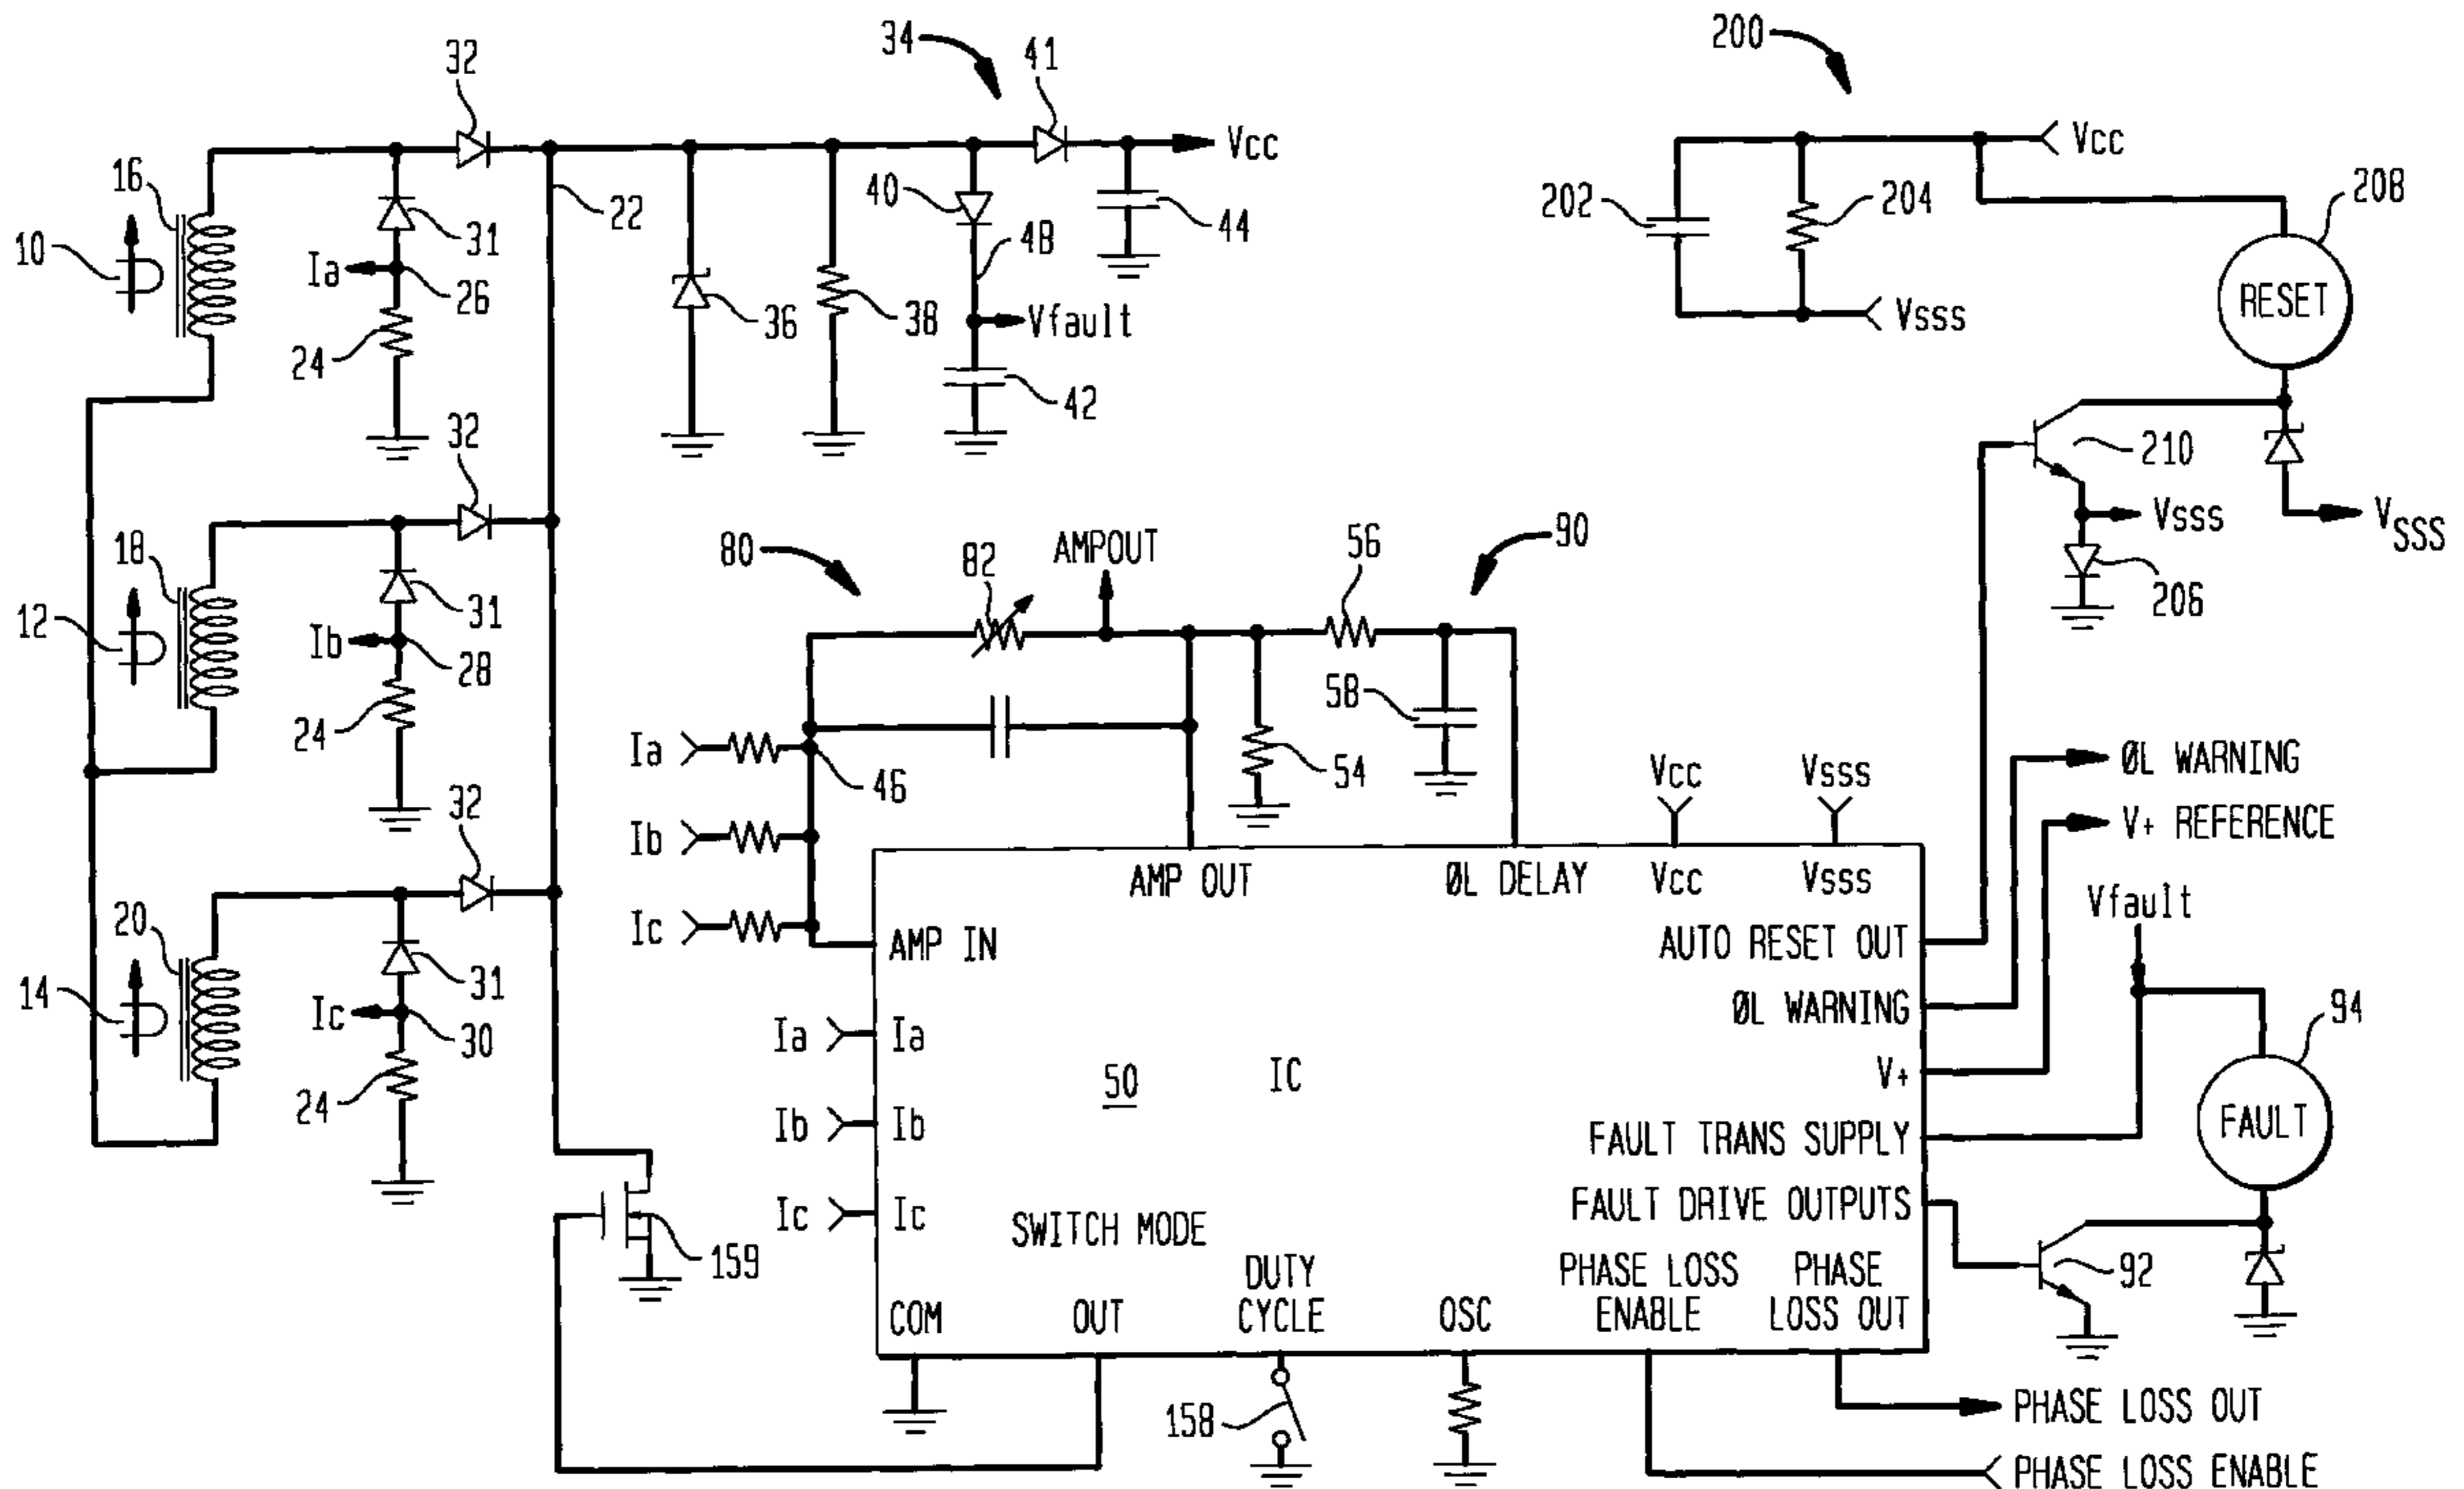 34
41
200
32
Vcc
Vcc
16
22
40
44
202
204
208
10
Ia
31
26
48
RESET
36
38
Vfault
Vsss
24
42
32
210
Vsss
VSSS
80
82
AMPOUT
56
90
18
12
Ib
31
28
206
58
24
Ia
46
54
Vcc
Vsss
ØL WARNING
32
Ib
V+ REFERENCE
AMP OUT
ØL DELAY
Vcc
Vsss
Vfault
20
Ic
AMP IN
AUTO RESET OUT
14
Ic
31
30
ØL WARNING
94
Ia
Ia
24
50
IC
V+
Ib
Ib
FAULT TRANS SUPPLY
FAULT
Ic
Ic
SWITCH MODE
FAULT DRIVE OUTPUTS
159
DUTY
CYCLE
PHASE LOSS
ENABLE
PHASE
LOSS OUT
92
COM
OUT
OSC
158
PHASE LOSS OUT
PHASE LOSS ENABLE